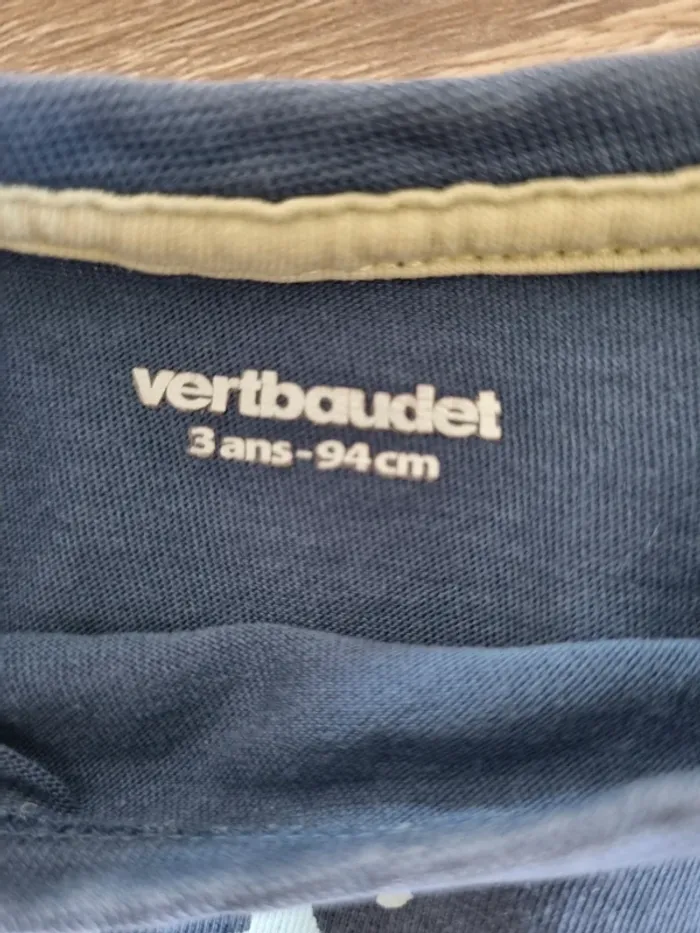 vertbaudet
3 ans - 94 cm